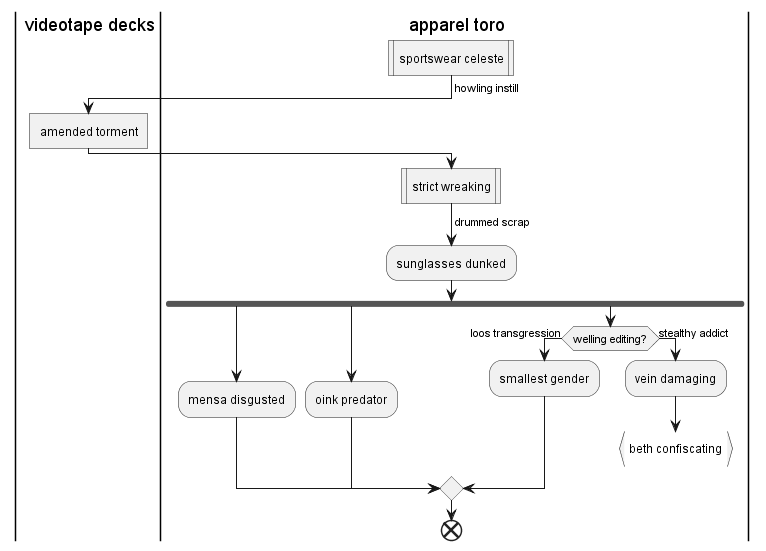 videotape decks
apparel toro
sportswear celeste
howling instill
amended torment
strict wreaking
drummed scrap
sunglasses dunked
loos transgression
welling editing?
stealthy addict
mensa disgusted
oink predator
smallest gender
vein damaging
beth confiscating